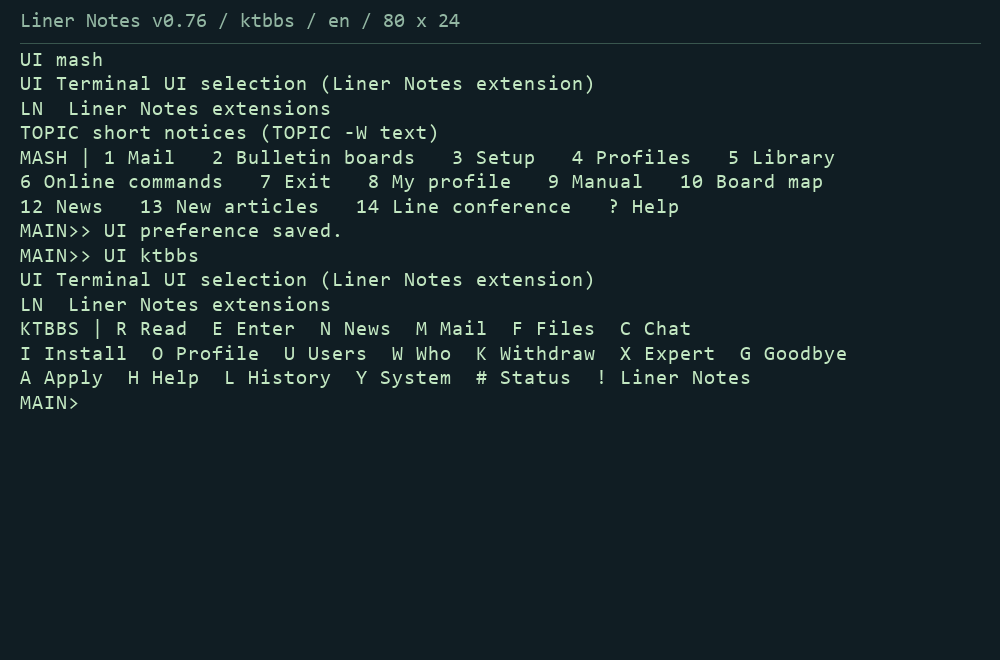 Liner Notes v0.76 / ktbbs / en / 80 x 24
UI mash
UI Terminal UI selection (Liner Notes extension)
LN  Liner Notes extensions
TOPIC short notices (TOPIC -W text)
MASH | 1 Mail   2 Bulletin boards   3 Setup   4 Profiles   5 Library
6 Online commands   7 Exit   8 My profile   9 Manual   10 Board map
12 News   13 New articles   14 Line conference   ? Help
MAIN>> UI preference saved.
MAIN>> UI ktbbs
UI Terminal UI selection (Liner Notes extension)
LN  Liner Notes extensions
KTBBS | R Read  E Enter  N News  M Mail  F Files  C Chat
I Install  O Profile  U Users  W Who  K Withdraw  X Expert  G Goodbye
A Apply  H Help  L History  Y System  # Status  ! Liner Notes
MAIN>